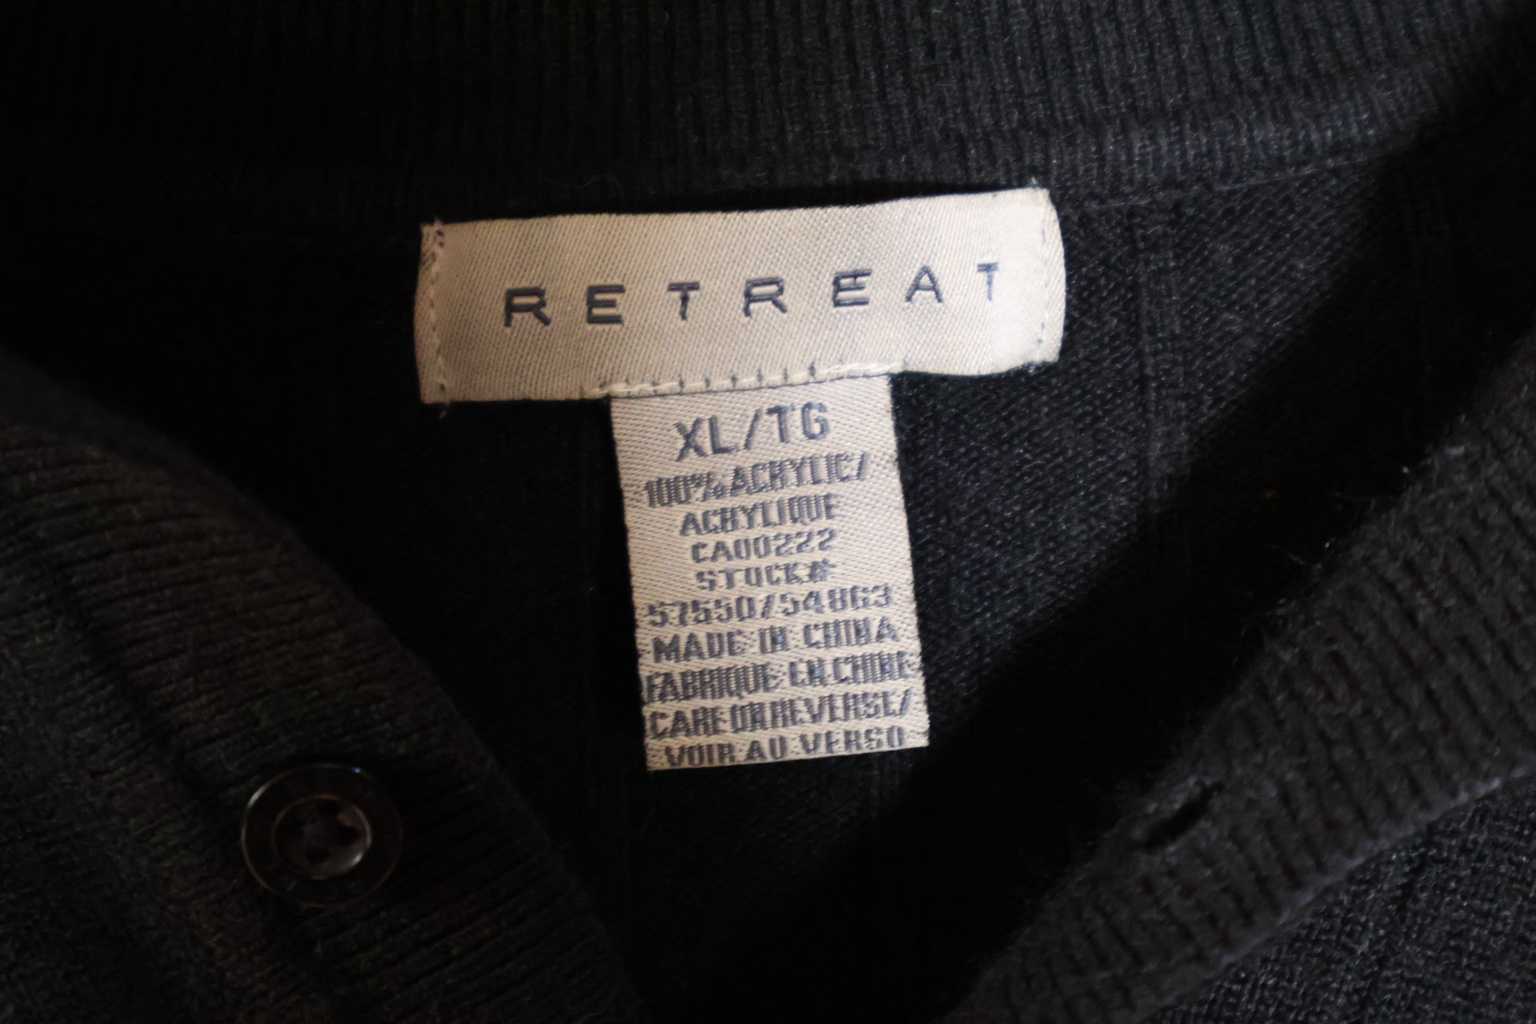 RETREAT
XL/TG
100% ACRYLIC/
ACRYLIQUE
CA00222
STOCK#
57550/54863
MADE IN CHINA
FABRIQUE EN CHINE
CARE ON REVERSE/
VOIR AU VERSO